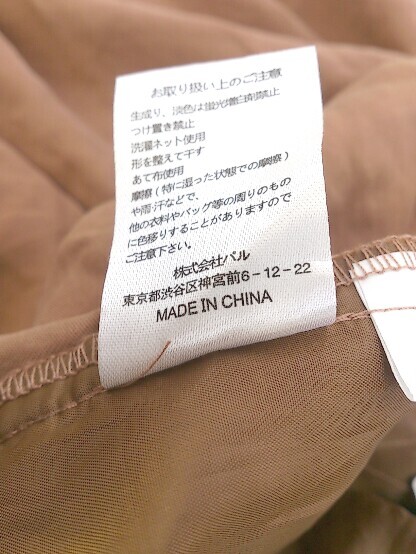 お取り扱い上のご注意
生成り、淡色は蛍光増白剤禁止
つけ置き禁止
洗濯ネット使用
形を整えて干す
あて布使用
摩擦(特に湿った状態での摩擦)
や雨・汗などで、
他の衣料やバッグ等の周りのもの
に色移りすることがありますので
ご注意下さい。
株式会社パル
東京都渋谷区神宮前6-12-22
MADE IN CHINA